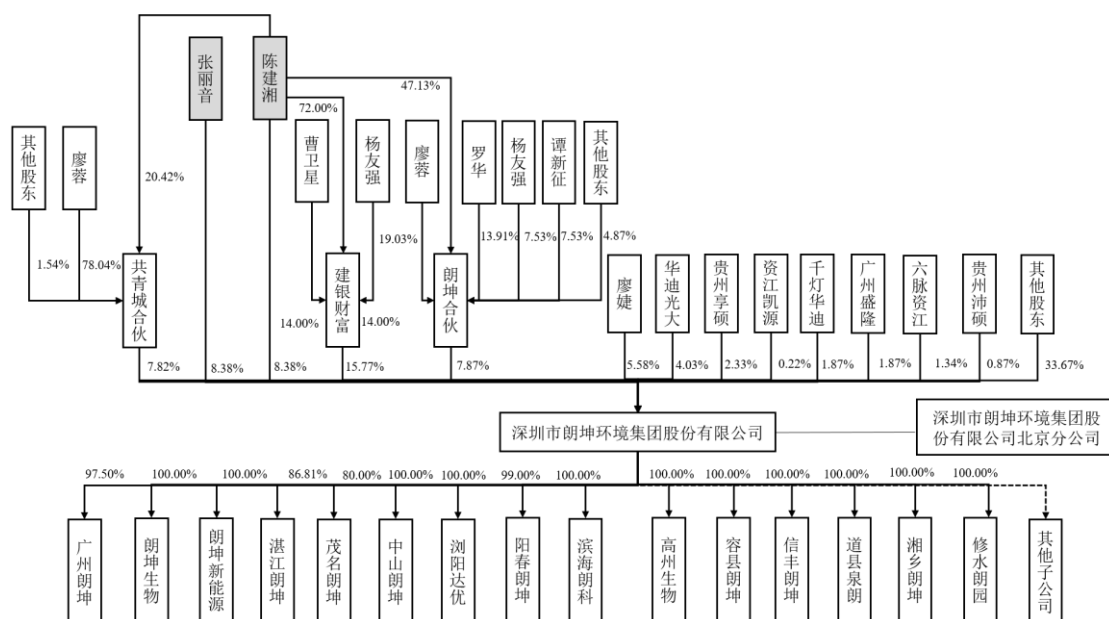 张丽音
陈建湘
47.13%
72.00%
其他股东
廖蓉
20.42%
曹卫星
杨友强
廖蓉
罗华
杨友强
谭新征
其他股东
1.54%
78.04%
19.03%
13.91%
7.53%
7.53%
4.87%
共青城合伙
建银财富
朗坤合伙
廖婕
华迪光大
贵州享硕
资江凯源
千灯华迪
广州盛隆
六脉资江
贵州沛硕
其他股东
14.00%
14.00%
7.82%
8.38%
8.38%
15.77%
7.87%
5.58%
4.03%
2.33%
0.22%
1.87%
1.87%
1.34%
0.87%
33.67%
深圳市朗坤环境集团股份有限公司
深圳市朗坤环境集团股
份有限公司北京分公司
97.50%
100.00%
100.00%
86.81%
80.00%
100.00%
100.00%
99.00%
100.00%
100.00%
100.00%
100.00%
100.00%
100.00%
100.00%
广州朗坤
朗坤生物
朗坤新能源
湛江朗坤
茂名朗坤
中山朗坤
浏阳达优
阳春朗坤
滨海朗科
高州生物
容县朗坤
信丰朗坤
道县泉朗
湘乡朗坤
修水朗园
其他子公司